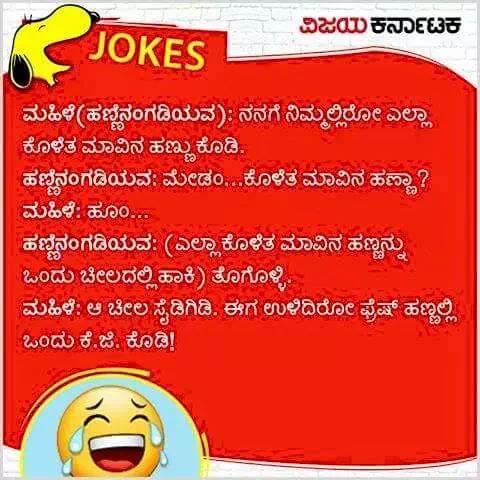 JOKES
ವಿಜಯ ಕರ್ನಾಟಕ
ಮಹಿಳೆ(ಹಣ್ಣಿನಂಗಡಿಯವ): ನನಗೆ ನಿಮ್ಮಲ್ಲಿರೋ ಎಲ್ಲಾ
ಕೊಳೆತ ಮಾವಿನ ಹಣ್ಣು ಕೊಡಿ.
ಹಣ್ಣಿನಂಗಡಿಯವ: ಮೇಡಂ...ಕೊಳೆತ ಮಾವಿನ ಹಣ್ಣಾ?
ಮಹಿಳೆ: ಹೂಂ...
ಹಣ್ಣಿನಂಗಡಿಯವ: (ಎಲ್ಲಾ ಕೊಳೆತ ಮಾವಿನ ಹಣ್ಣನ್ನು
ಒಂದು ಚೀಲದಲ್ಲಿ ಹಾಕಿ) ತೊಗೊಳ್ಳಿ.
ಮಹಿಳೆ: ಆ ಚೀಲ ಸೈಡಿಗಿಡಿ. ಈಗ ಉಳಿದಿರೋ ಫ್ರೆಷ್ ಹಣ್ಣಲ್ಲಿ
ಒಂದು ಕೆ.ಜಿ. ಕೊಡಿ!